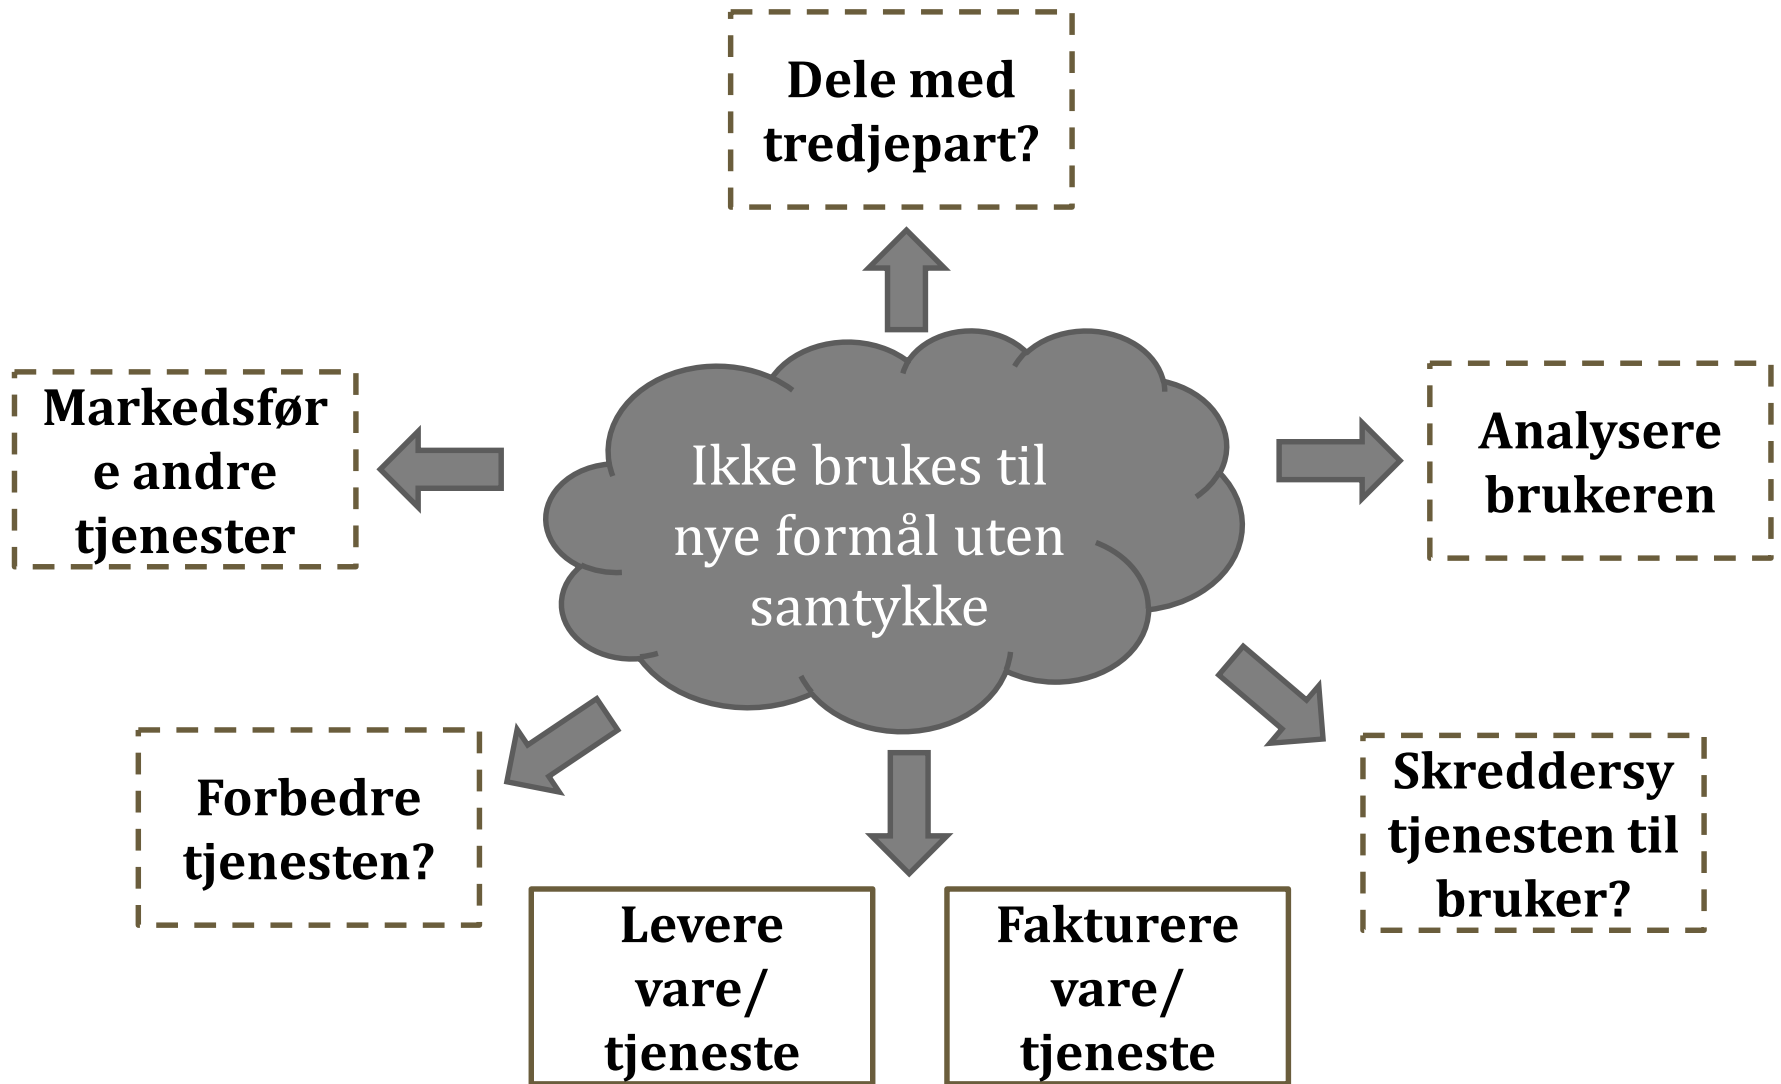 Dele med
tredjepart?
Markedsfør
e andre
tjenester
Ikke brukes til
nye formål uten
samtykke
Analysere
brukeren
Forbedre
tjenesten?
Skreddersy
tjenesten til
bruker?
Levere
vare/
tjeneste
Fakturere
vare/
tjeneste